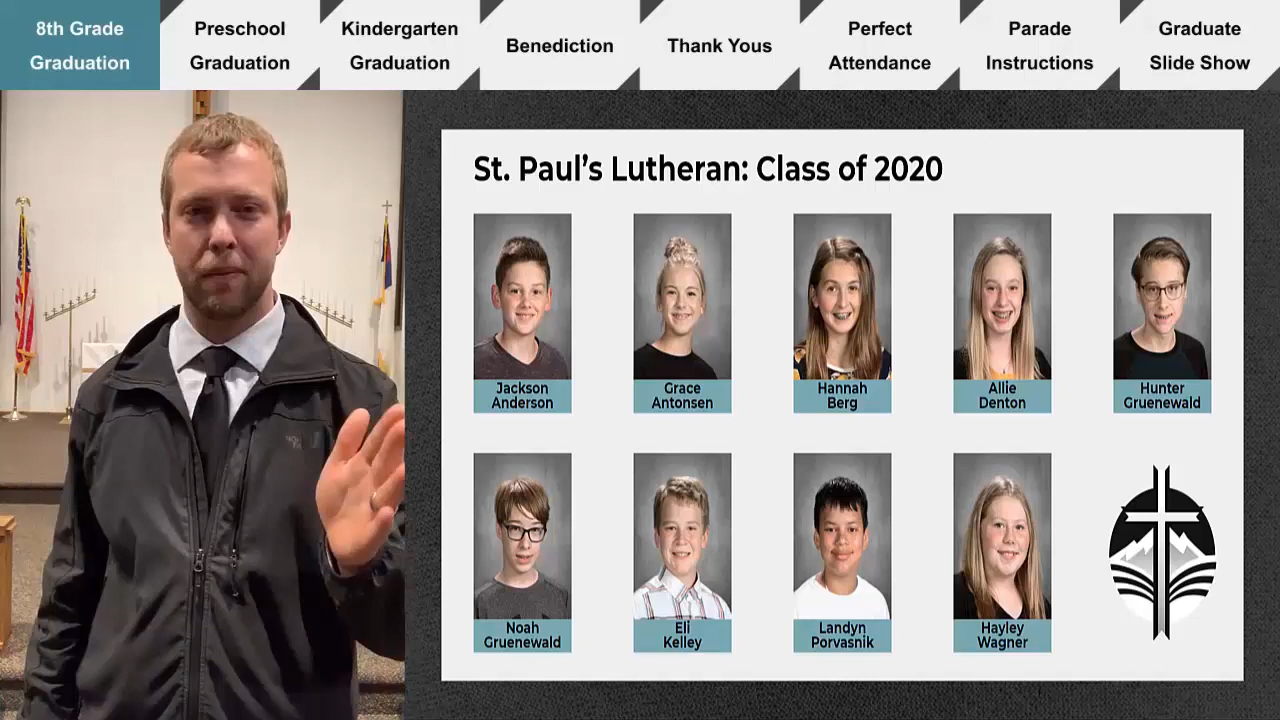 8th Grade
Graduation
Preschool
Graduation
Kindergarten
Graduation
Benediction
Thank Yous
Perfect
Attendance
Parade
Instructions
Graduate
Slide Show
St. Paul's Lutheran: Class of 2020
Jackson
Anderson
Grace
Antonsen
Hannah
Berg
Allie
Denton
Hunter
Gruenewald
Noah
Gruenewald
Eli
Kelley
Landyn
Porvasnik
Hayley
Wagner